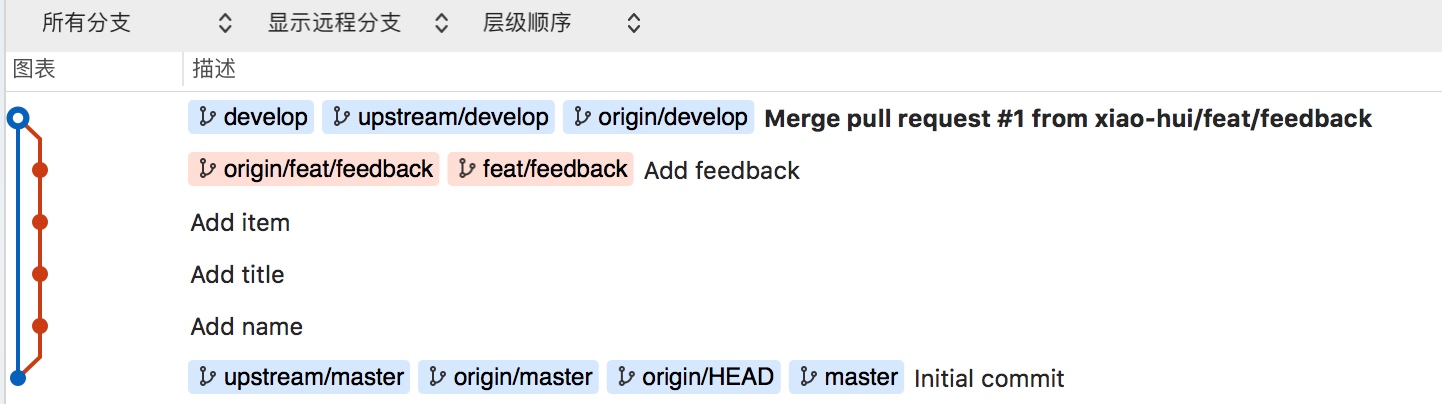 所有分支 显示远程分支 层级顺序
图表 描述
develop upstream/develop origin/develop Merge pull request #1 from xiao-hui/feat/feedback
origin/feat/feedback feat/feedback Add feedback
Add item
Add title
Add name
upstream/master origin/master origin/HEAD master Initial commit